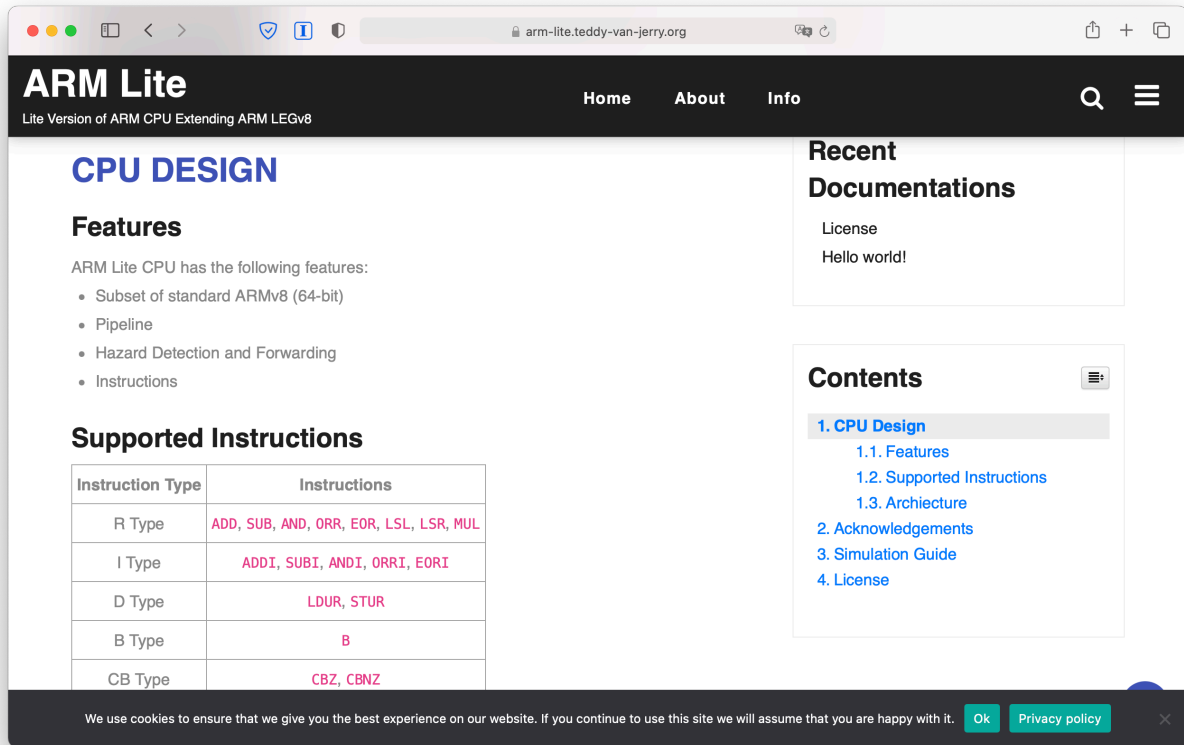 arm-lite.teddy-van-jerry.org
ARM Lite
Lite Version of ARM CPU Extending ARM LEGv8
Home
About
Info
CPU DESIGN
Features
ARM Lite CPU has the following features:
• Subset of standard ARMv8 (64-bit)
• Pipeline
• Hazard Detection and Forwarding
• Instructions
Supported Instructions
Instruction Type Instructions
R Type ADD, SUB, AND, ORR, EOR, LSL, LSR, MUL
I Type ADDI, SUBI, ANDI, ORRI, EORI
D Type LDUR, STUR
B Type B
CB Type CBZ, CBNZ
Recent
Documentations
License
Hello world!
Contents
1. CPU Design
1.1. Features
1.2. Supported Instructions
1.3. Archiecture
2. Acknowledgements
3. Simulation Guide
4. License
We use cookies to ensure that we give you the best experience on our website. If you continue to use this site we will assume that you are happy with it.
Ok
Privacy policy